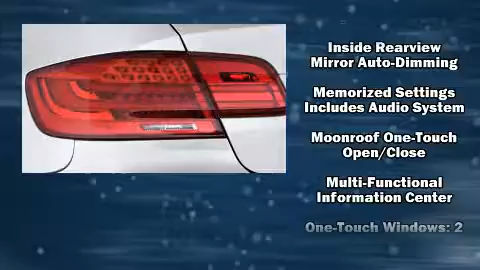 Inside Rearview
Mirror Auto-Dimming
Memorized Settings
Includes Audio System
Moonroof One-Touch
Open/Close
Multi-Functional
Information Center
One-Touch Windows: 2